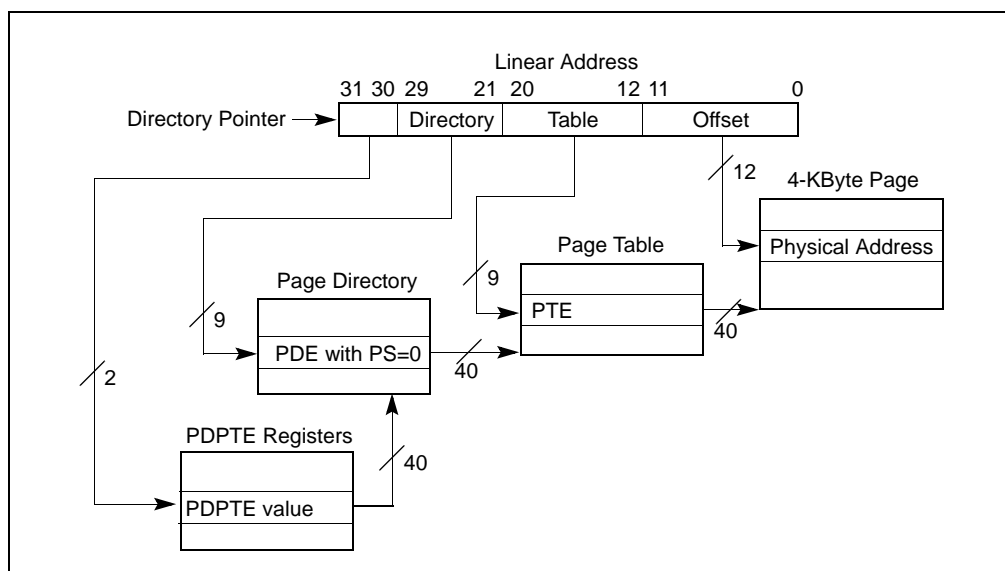 Linear Address
31 30 29 21 20 12 11 0
Directory Pointer
Directory Table Offset
12
4-KByte Page
Physical Address
Page Table
9
PTE
40
Page Directory
9
PDE with PS=0
40
2
PDPTE Registers
40
PDPTE value